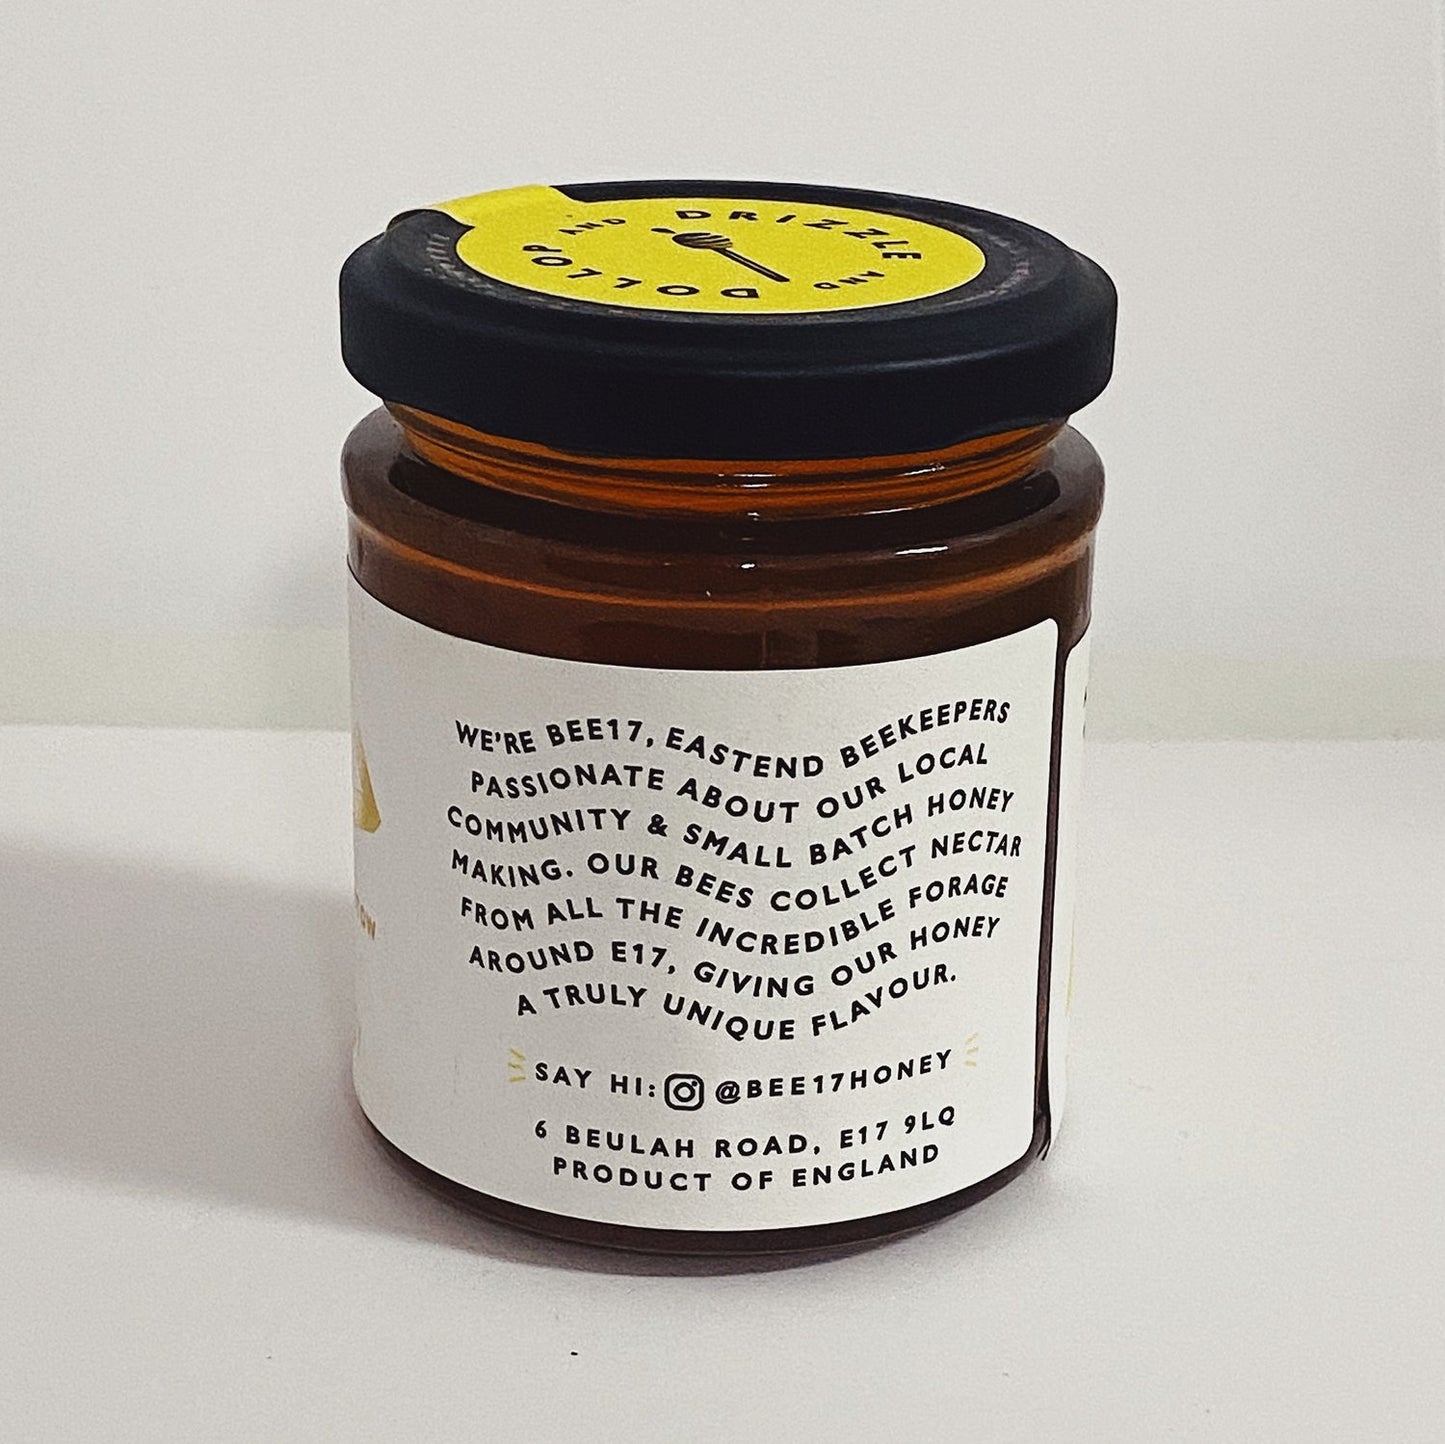 DRIZZLE AND DOLLOP AND
WE'RE BEE17, EASTEND BEEKEEPERS
PASSIONATE ABOUT OUR LOCAL
COMMUNITY & SMALL BATCH HONEY
MAKING. OUR BEES COLLECT NECTAR
FROM ALL THE INCREDIBLE FORAGE
AROUND E17, GIVING OUR HONEY
A TRULY UNIQUE FLAVOUR.
SAY HI: @BEE17HONEY
6 BEULAH ROAD, E17 9LQ
PRODUCT OF ENGLAND